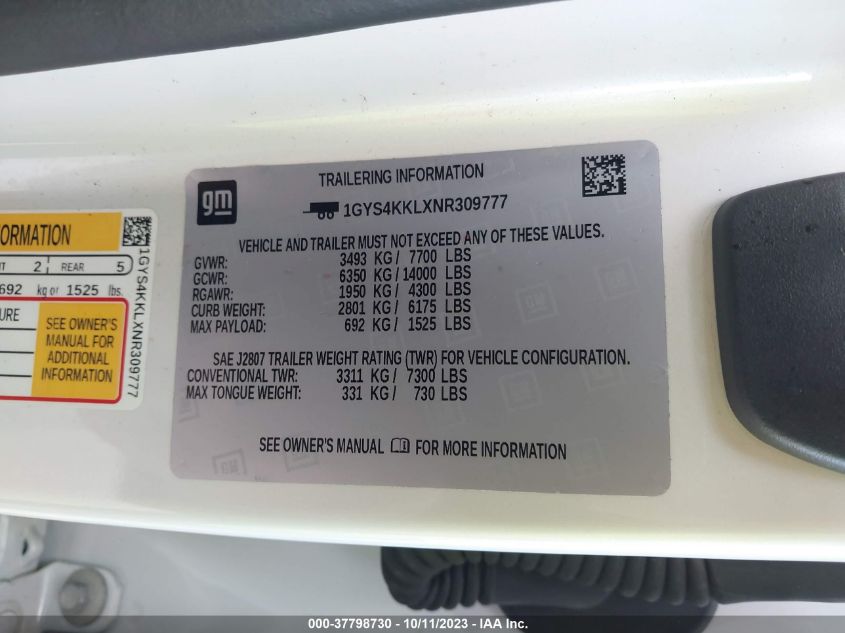 TRAILERING INFORMATION
gm
1GYS4KKLXNR309777
VEHICLE AND TRAILER MUST NOT EXCEED ANY OF THESE VALUES.
GVWR: 3493 KG / 7700 LBS
GCWR: 6350 KG / 14000 LBS
RGAWR: 1950 KG / 4300 LBS
CURB WEIGHT: 2801 KG / 6175 LBS
MAX PAYLOAD: 692 KG / 1525 LBS
SAE J2807 TRAILER WEIGHT RATING (TWR) FOR VEHICLE CONFIGURATION.
CONVENTIONAL TWR: 3311 KG / 7300 LBS
MAX TONGUE WEIGHT: 331 KG / 730 LBS
SEE OWNER'S MANUAL FOR MORE INFORMATION
2 REAR 5
692 kg or 1525 lbs.
SEE OWNER'S
MANUAL FOR
ADDITIONAL
INFORMATION
1GYS4KKLXNR309777
000-37798730 - 10/11/2023 - IAA Inc.